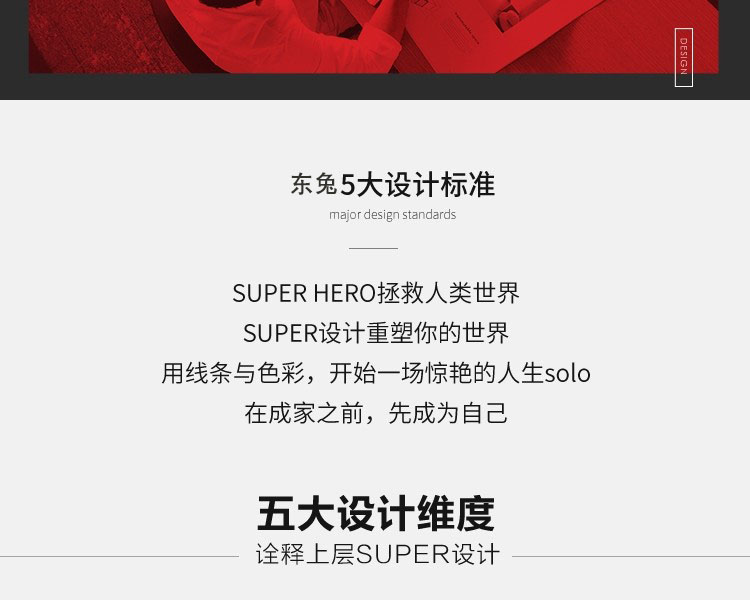 DESIGN
东兔5大设计标准
major design standards
SUPER HERO拯救人类世界
SUPER设计重塑你的世界
用线条与色彩，开始一场惊艳的人生solo
在成家之前，先成为自己
五大设计维度
诠释上层SUPER设计